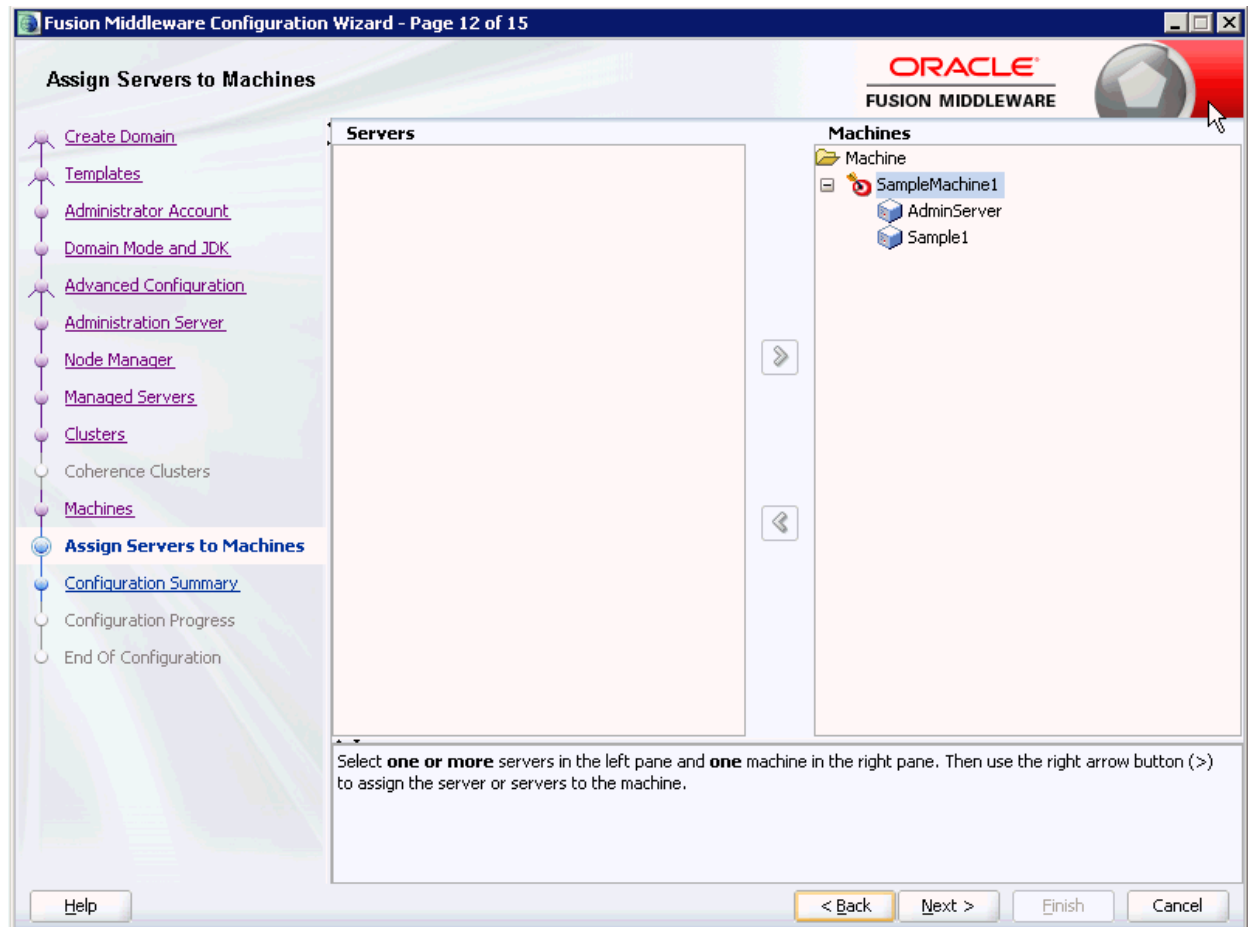 Fusion Middleware Configuration Wizard - Page 12 of 15
Assign Servers to Machines
ORACLE
FUSION MIDDLEWARE
Create Domain
Templates
Administrator Account
Domain Mode and JDK
Advanced Configuration
Administration Server
Node Manager
Managed Servers
Clusters
Coherence Clusters
Machines
Assign Servers to Machines
Configuration Summary
Configuration Progress
End Of Configuration
Servers
Machines
Machine
SampleMachine1
AdminServer
Sample1
Select one or more servers in the left pane and one machine in the right pane. Then use the right arrow button (>)
to assign the server or servers to the machine.
Help
< Back
Next >
Finish
Cancel